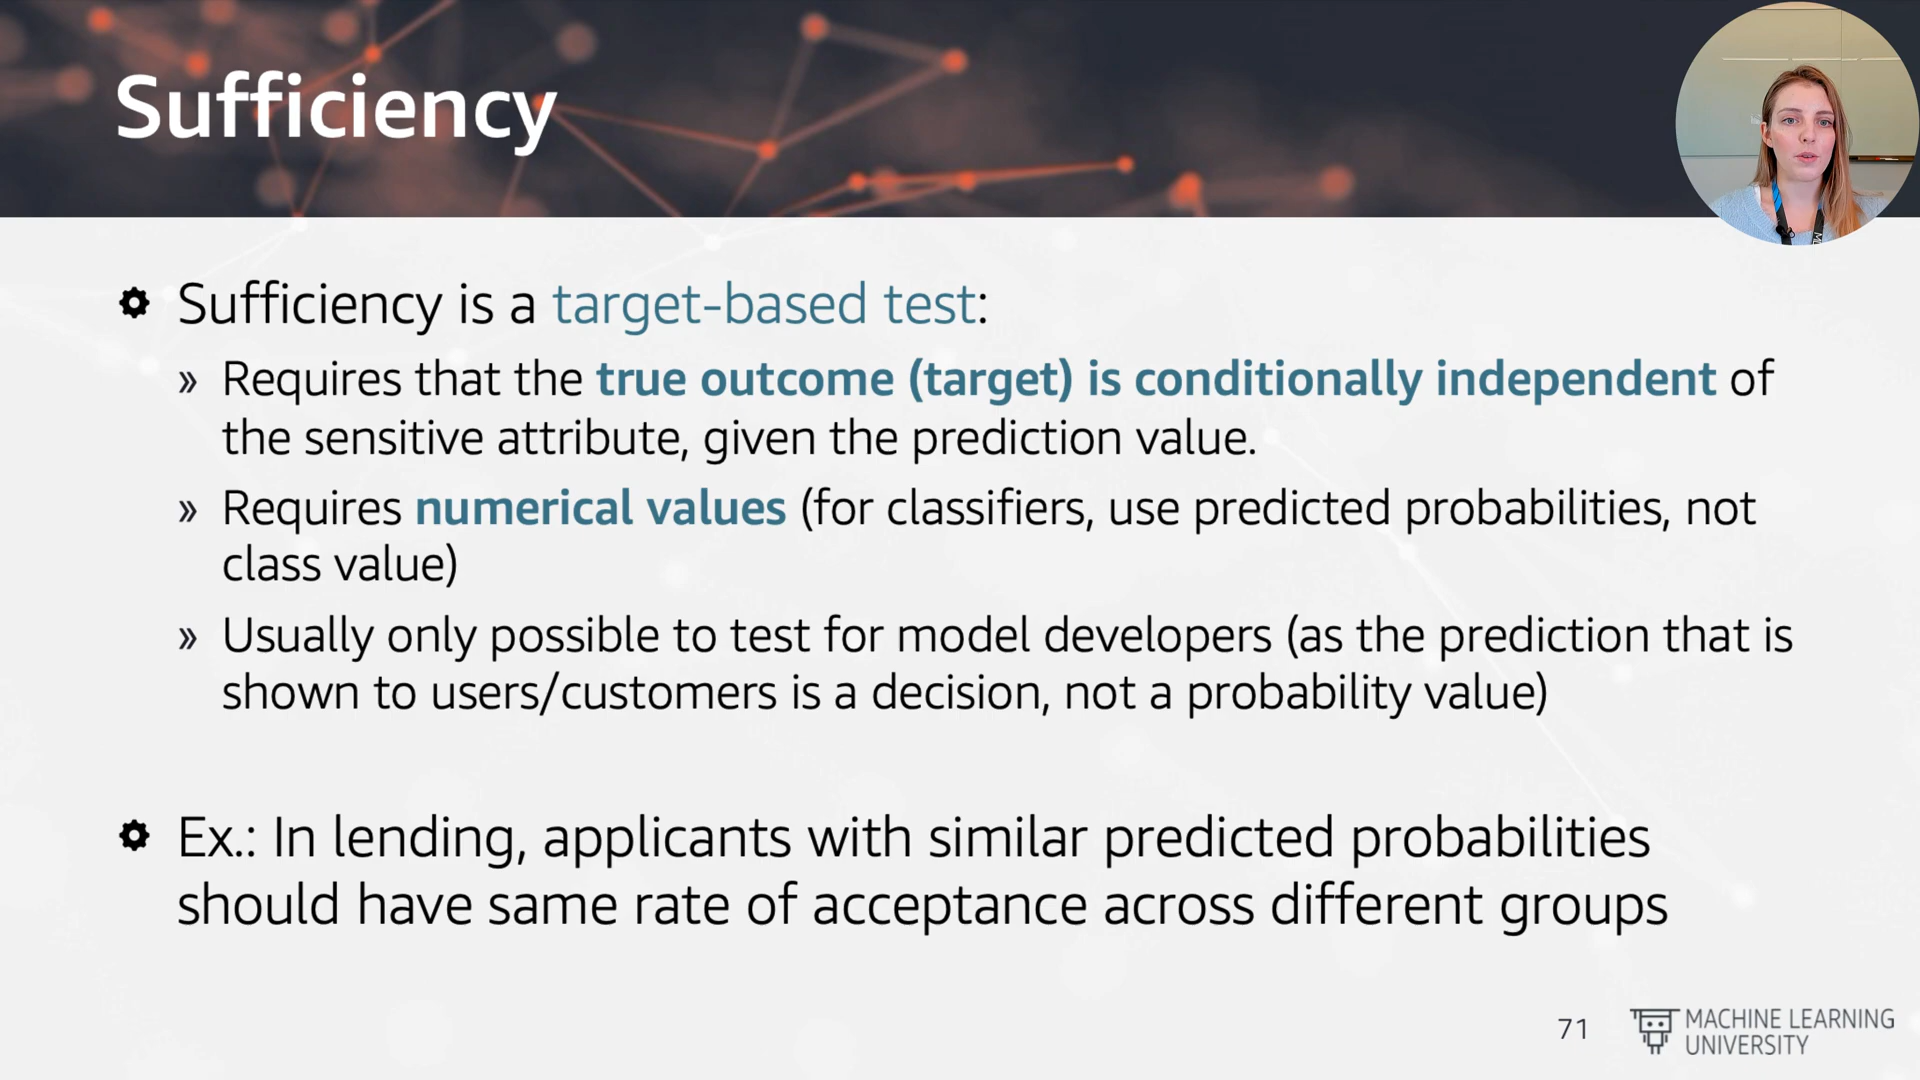 Sufficiency
Sufficiency is a target-based test:
» Requires that the true outcome (target) is conditionally independent of
the sensitive attribute, given the prediction value.
» Requires numerical values (for classifiers, use predicted probabilities, not
class value)
» Usually only possible to test for model developers (as the prediction that is
shown to users/customers is a decision, not a probability value)
Ex.: In lending, applicants with similar predicted probabilities
should have same rate of acceptance across different groups
71
MACHINE LEARNING
UNIVERSITY